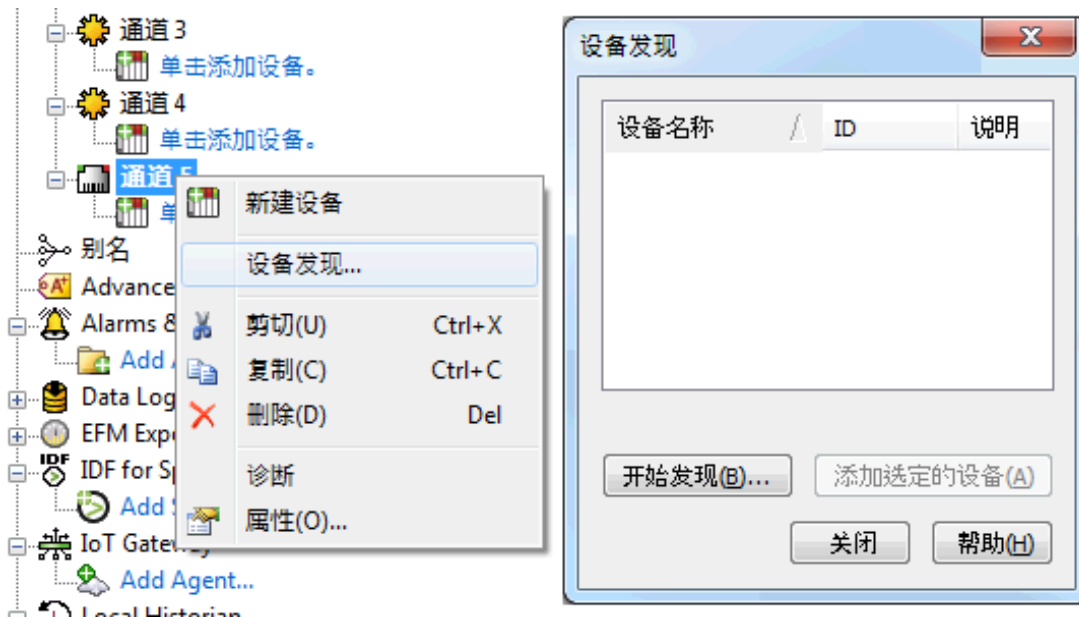 通道 3
单击添加设备。
通道 4
单击添加设备。
通道 5
单
别名
Advance
Alarms &
Add
Data Log
EFM Exp
IDF for Sp
Add
IoT Gateway
Add Agent...
Local Historian
新建设备
设备发现...
剪切(U) Ctrl+X
复制(C) Ctrl+C
删除(D) Del
诊断
属性(O)...
设备发现
设备名称 ID 说明
开始发现(B)... 添加选定的设备(A)
关闭 帮助(H)